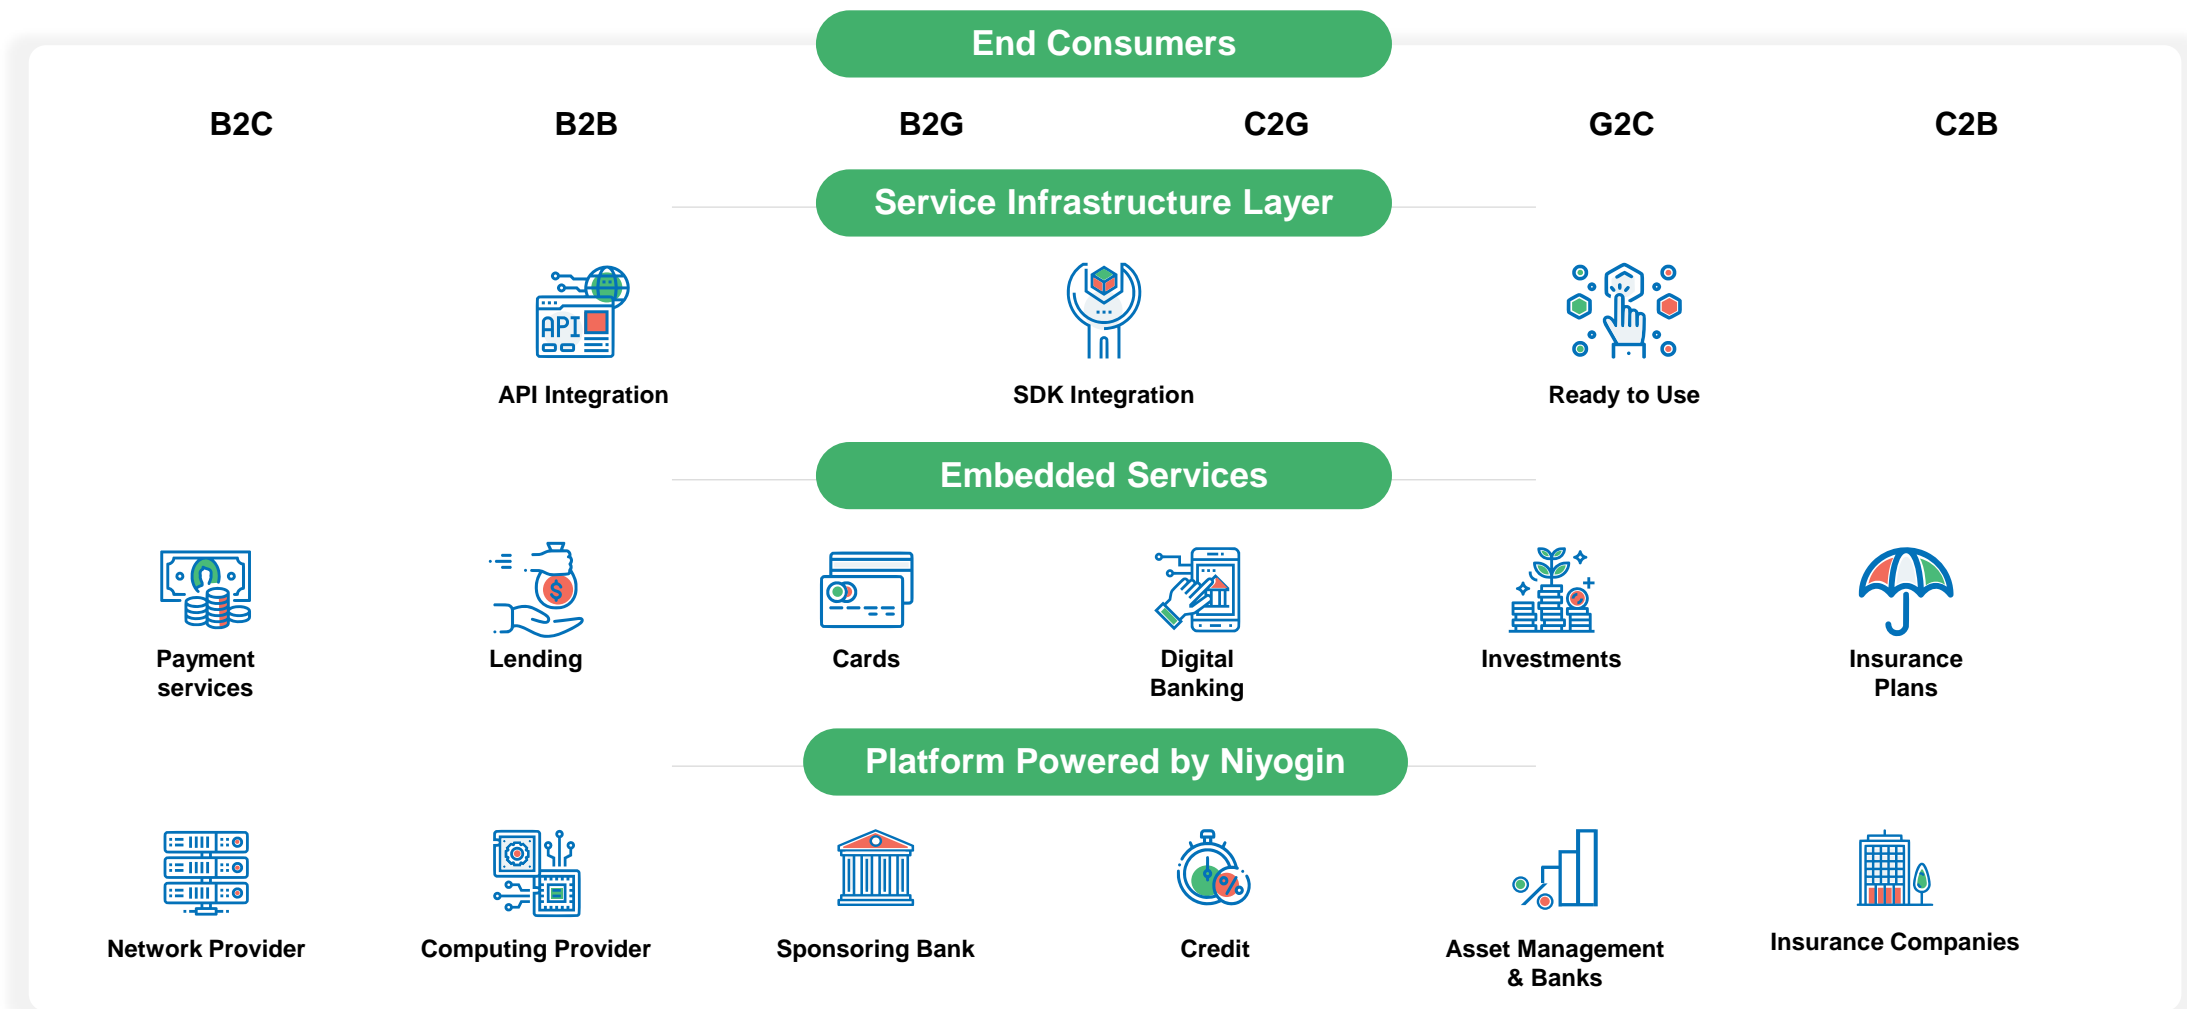 End Consumers
B2C B2B B2G C2G G2C C2B
Service Infrastructure Layer
API
API Integration SDK Integration Ready to Use
Embedded Services
Payment services
Lending
Cards
Digital Banking
Investments
Insurance Plans
Platform Powered by Niyogin
Network Provider
Computing Provider
Sponsoring Bank
Credit
Asset Management & Banks
Insurance Companies